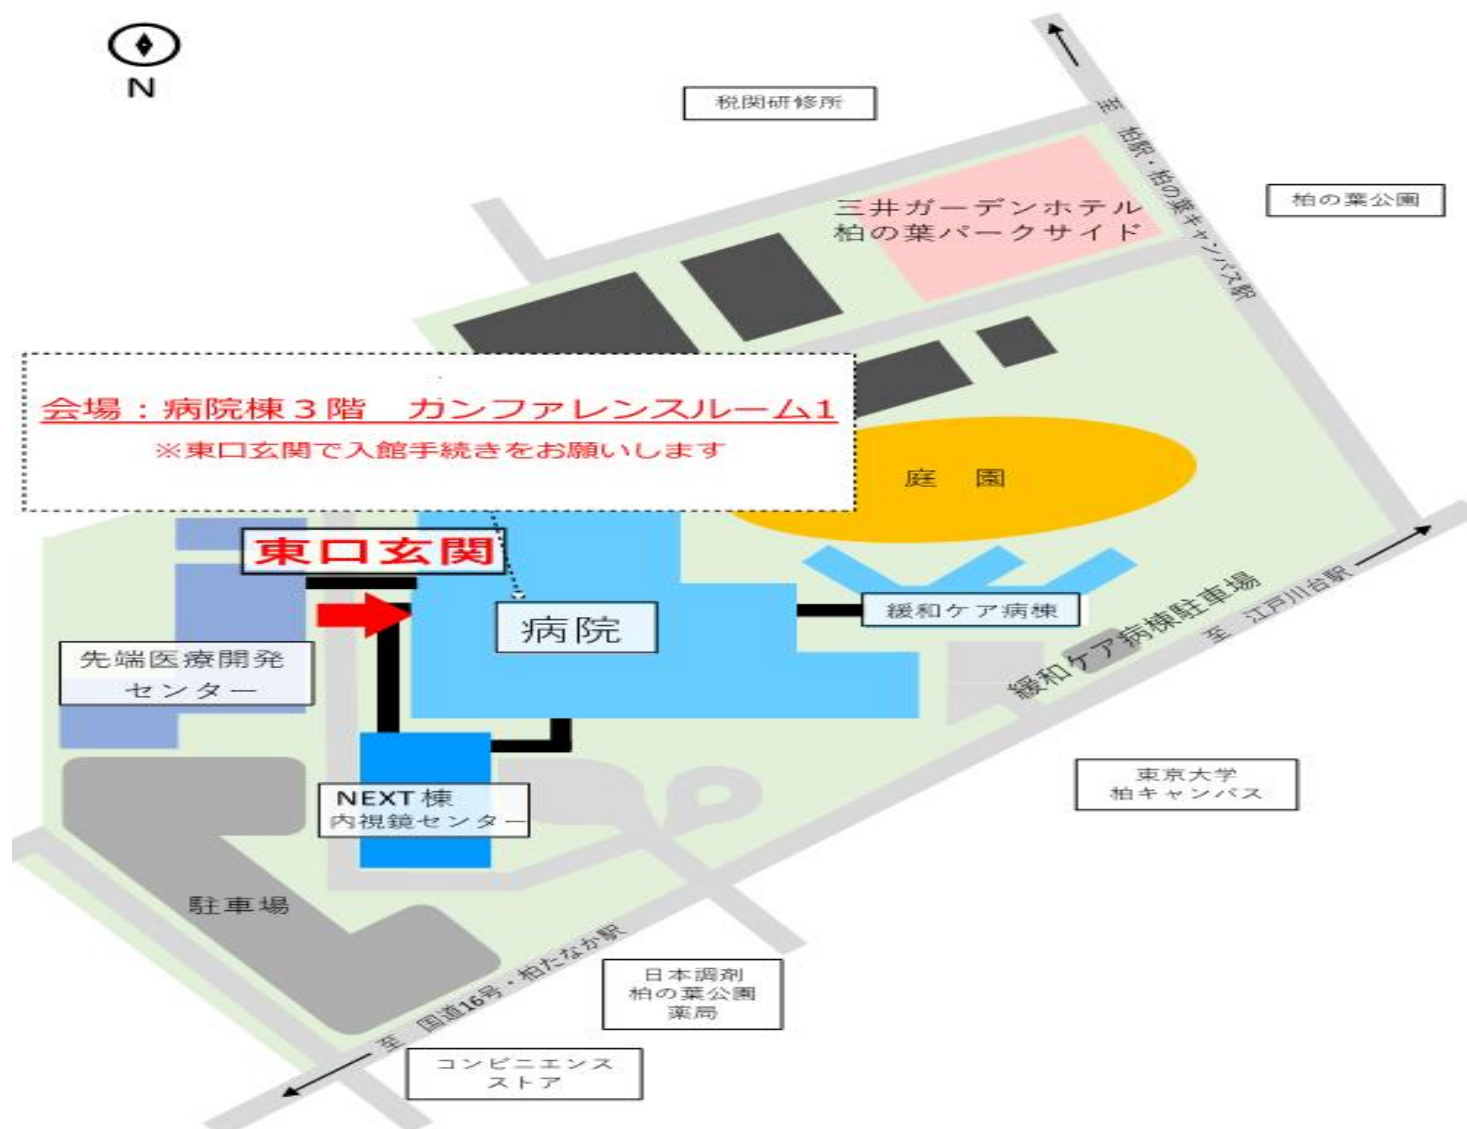 N
税関研修所
至　柏駅・柏の葉キャンパス駅
柏の葉公園
三井ガーデンホテル
柏の葉パークサイド
会場：病院棟３階　カンファレンスルーム1
※東口玄関で入館手続きをお願いします
庭　園
東口玄関
病院
緩和ケア病棟
緩和ケア病棟駐車場
至　江戸川台駅
先端医療開発
センター
NEXT棟
内視鏡センター
東京大学
柏キャンパス
駐車場
至　国道16号・柏たなか駅
日本調剤
柏の葉公園
薬局
コンビニエンス
ストア